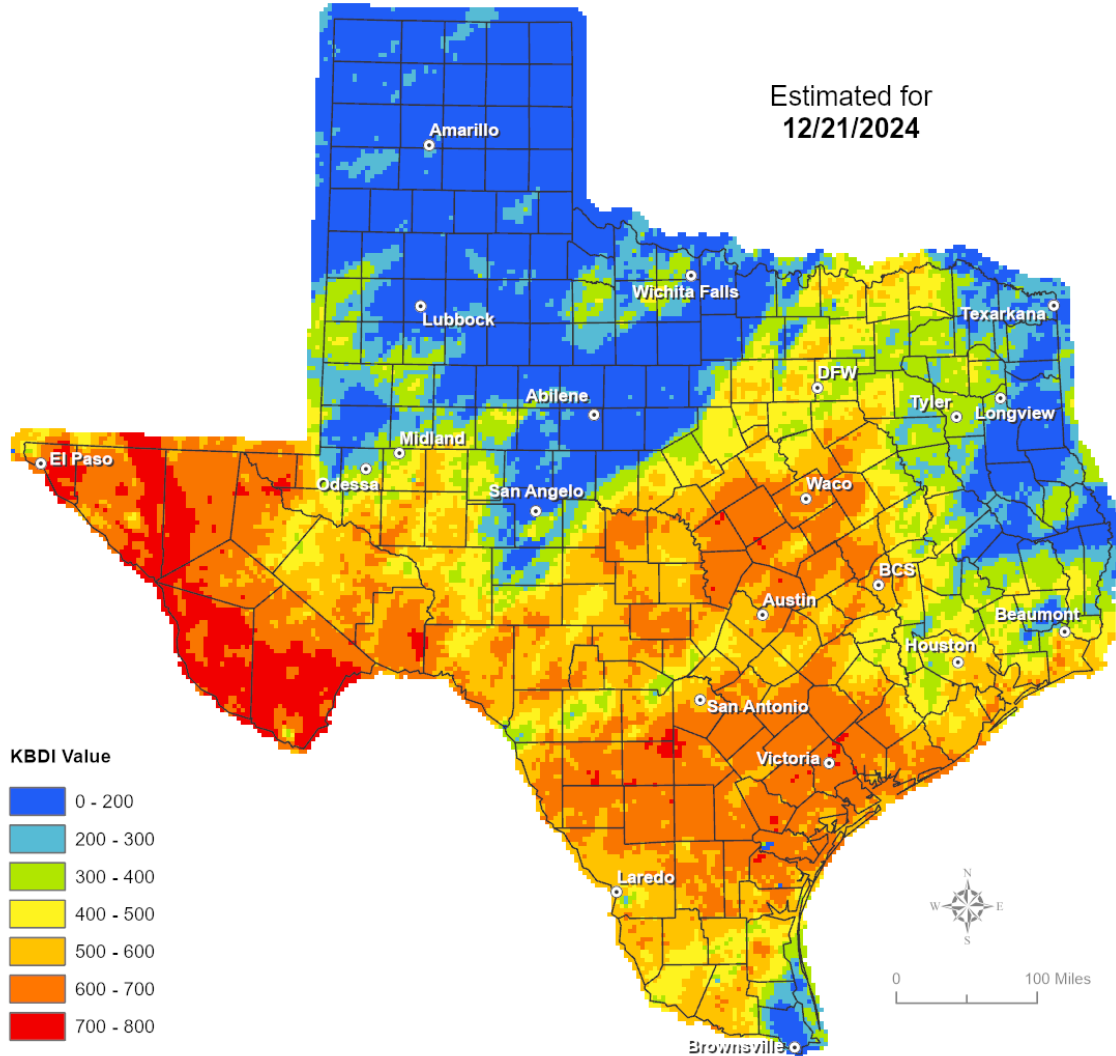 Estimated for
12/21/2024
Amarillo
Wichita Falls
Lubbock
Texarkana
DFW
Abilene
Tyler
Longview
Midland
El Paso
Odessa
San Angelo
Waco
BCS
Austin
Beaumont
Houston
San Antonio
Victoria
KBDI Value
0 - 200
200 - 300
300 - 400
400 - 500
500 - 600
600 - 700
700 - 800
Laredo
N
W E
S
0 100 Miles
Brownsville